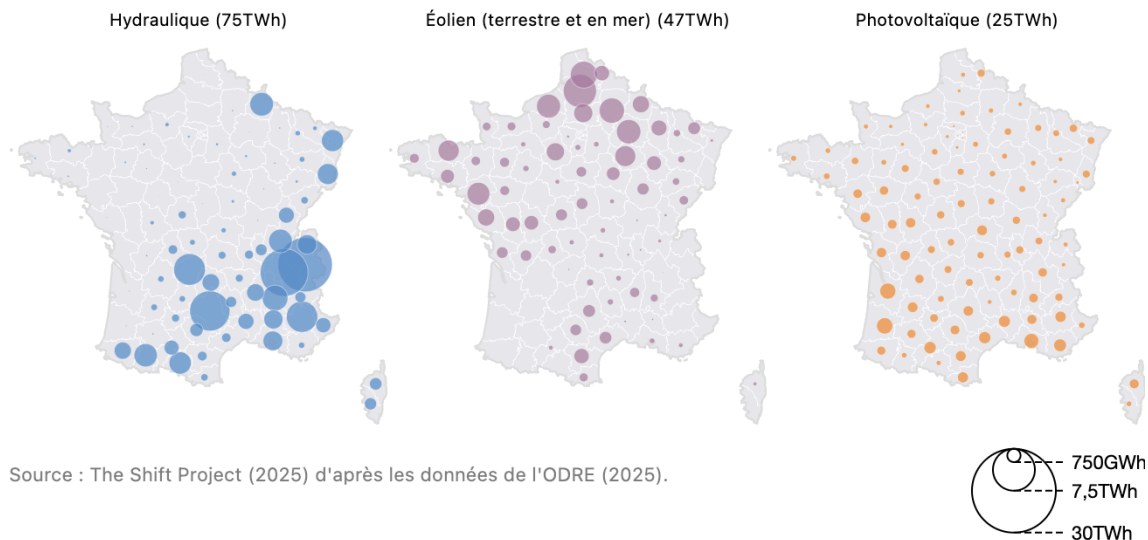 Hydraulique (75TWh)
Éolien (terrestre et en mer) (47TWh)
Photovoltaïque (25TWh)
Source : The Shift Project (2025) d'après les données de l'ODRE (2025).
750GWh
7,5TWh
30TWh